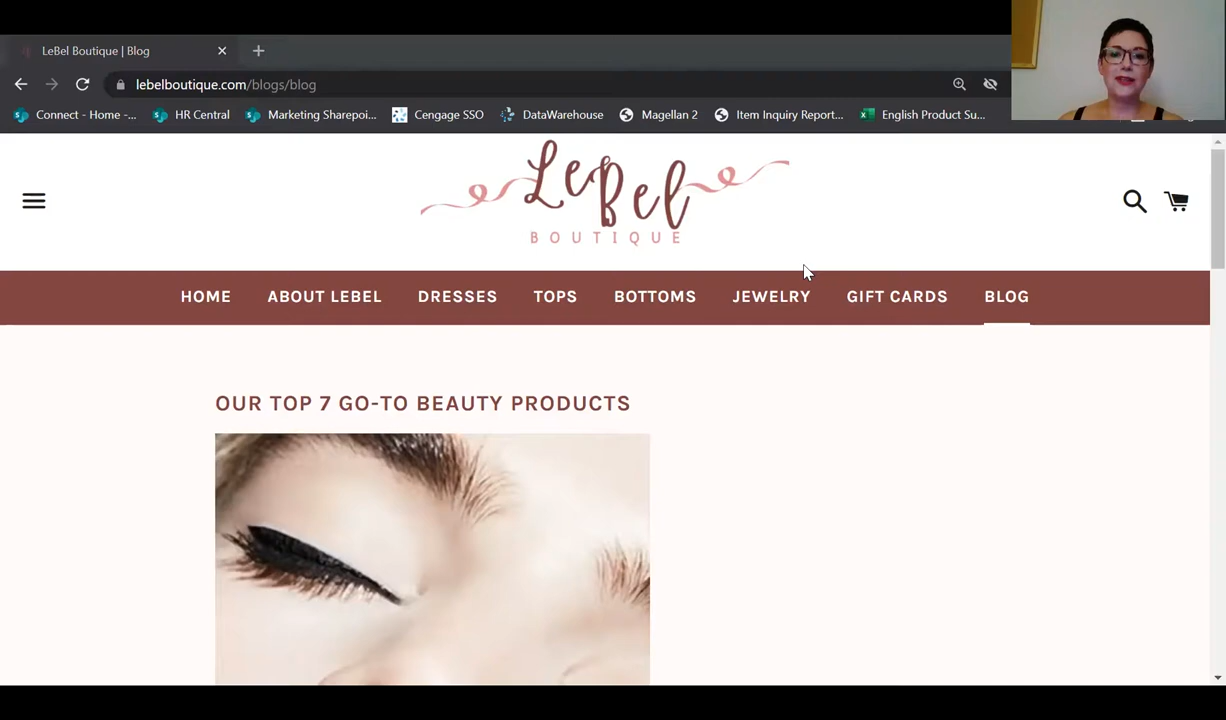 LeBel Boutique | Blog
lebelboutique.com/blogs/blog
Connect - Home -... HR Central Marketing Sharepoi... Cengage SSO DataWarehouse Magellan 2 Item Inquiry Report... English Product Su...
LeBel
BOUTIQUE
HOME ABOUT LEBEL DRESSES TOPS BOTTOMS JEWELRY GIFT CARDS BLOG
OUR TOP 7 GO-TO BEAUTY PRODUCTS